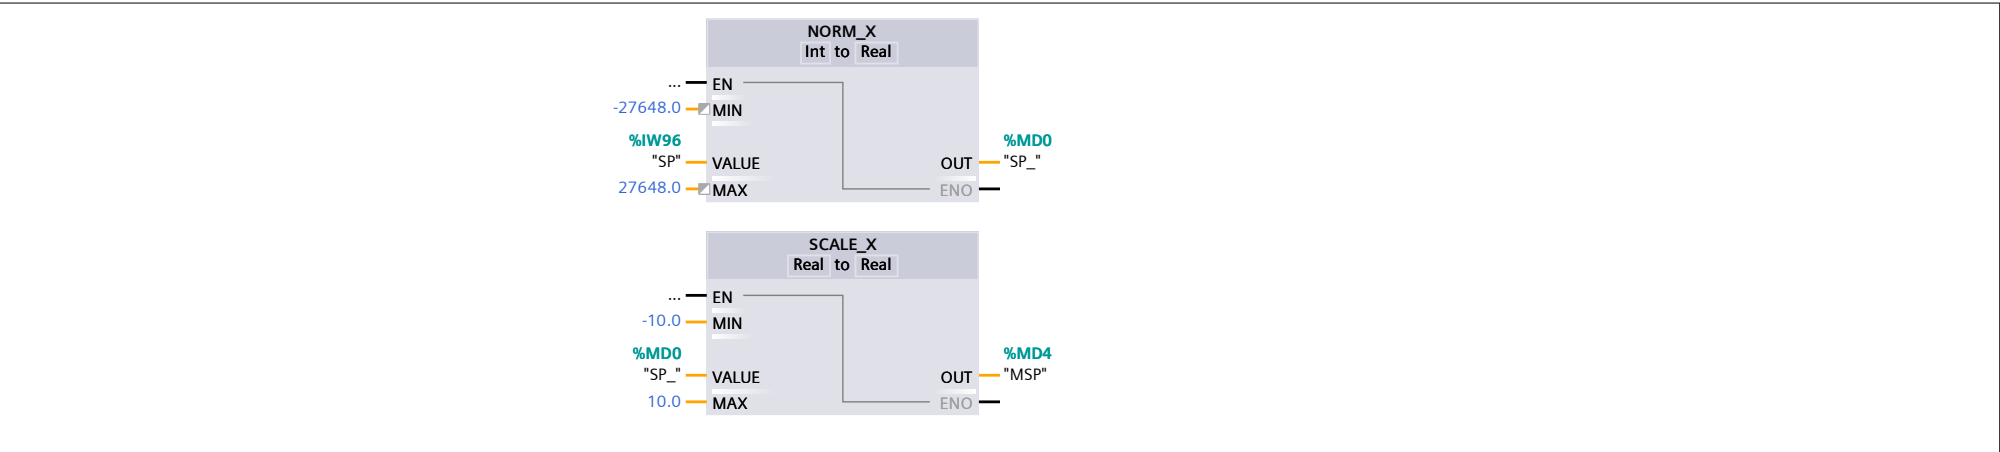 NORM_X
Int to Real
... EN
-27648.0 MIN
%IW96 %MD0
"SP" VALUE OUT "SP_"
27648.0 MAX ENO
SCALE_X
Real to Real
... EN
-10.0 MIN
%MD0 %MD4
"SP_" VALUE OUT "MSP"
10.0 MAX ENO